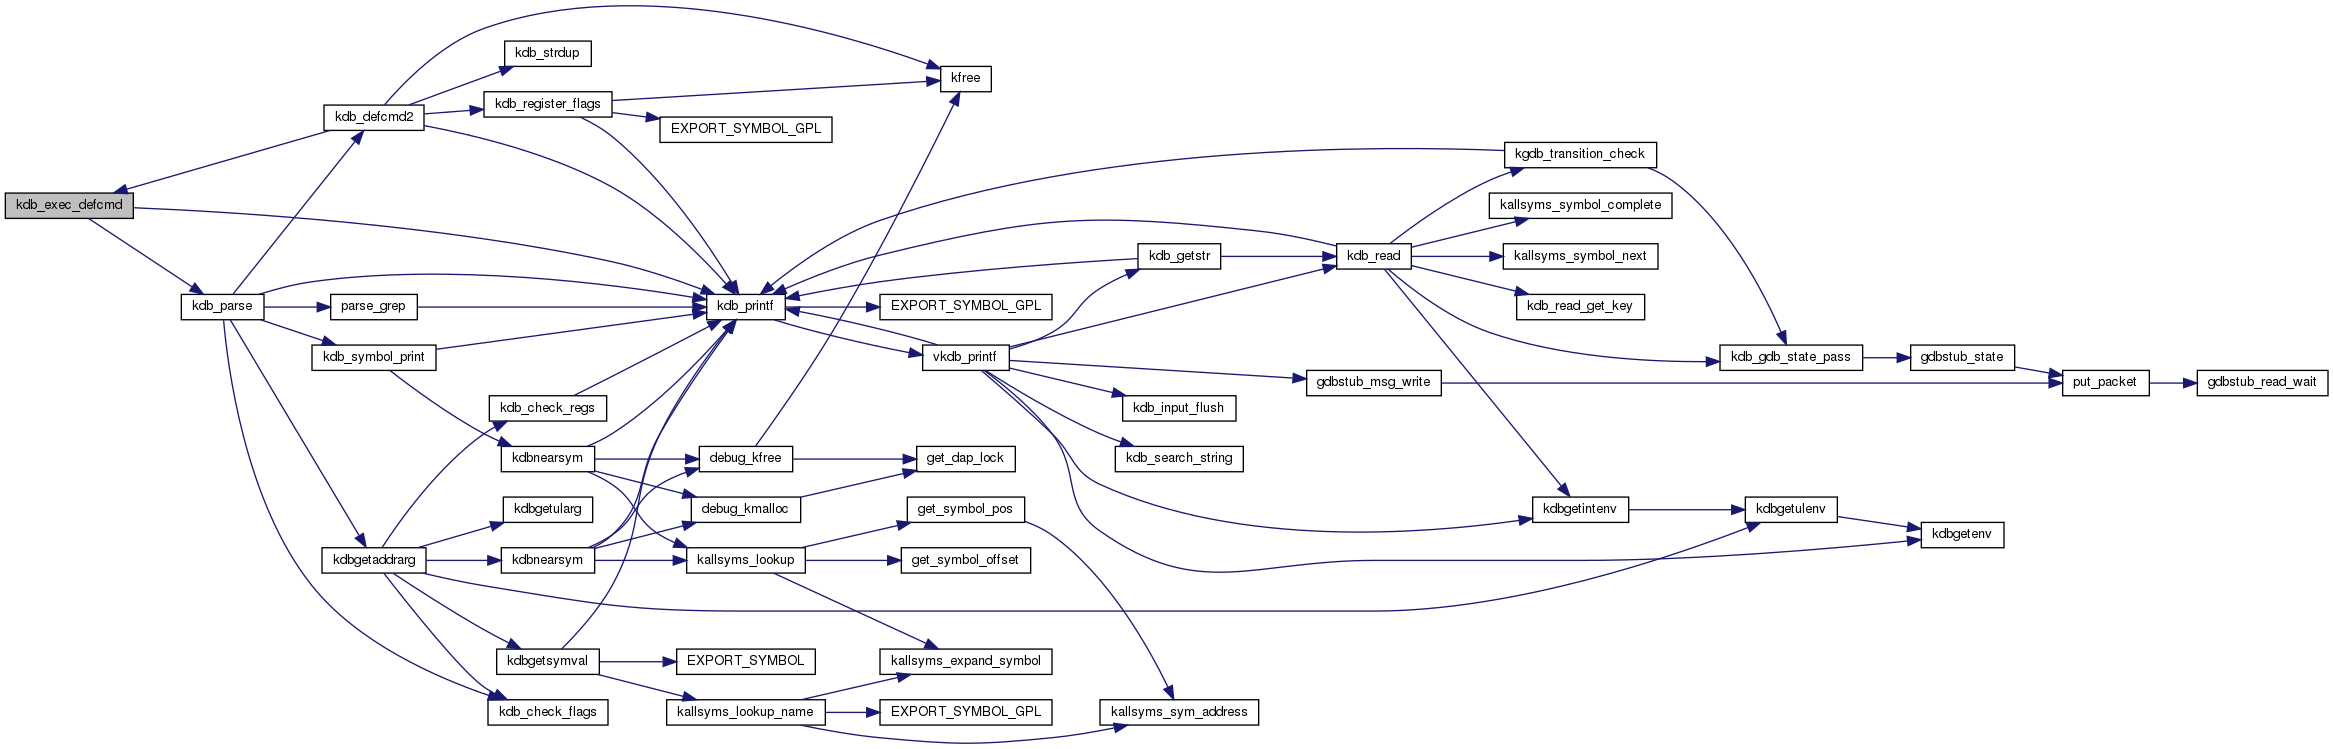 kdb_exec_defcmd
kdb_parse
kdb_defcmd2
parse_grep
kdb_symbol_print
kdbgetaddrarg
kdb_strdup
kdb_register_flags
kdb_check_regs
kdbnearsym
kdbgetularg
kdbnearsym
kdbgetsymval
kdb_check_flags
kfree
EXPORT_SYMBOL_GPL
kdb_printf
debug_kfree
debug_kmalloc
kallsyms_lookup
EXPORT_SYMBOL
kallsyms_lookup_name
EXPORT_SYMBOL_GPL
vkdb_printf
get_dap_lock
get_symbol_pos
get_symbol_offset
kallsyms_expand_symbol
EXPORT_SYMBOL_GPL
kdb_getstr
kdb_input_flush
kdb_search_string
kallsyms_sym_address
kdb_read
gdbstub_msg_write
kgdb_transition_check
kallsyms_symbol_complete
kallsyms_symbol_next
kdb_read_get_key
kdbgetintenv
kdb_gdb_state_pass
kdbgetulenv
gdbstub_state
kdbgetenv
put_packet
gdbstub_read_wait